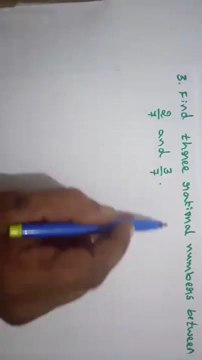 3. Find three rational numbers between
2/7 and 3/7.